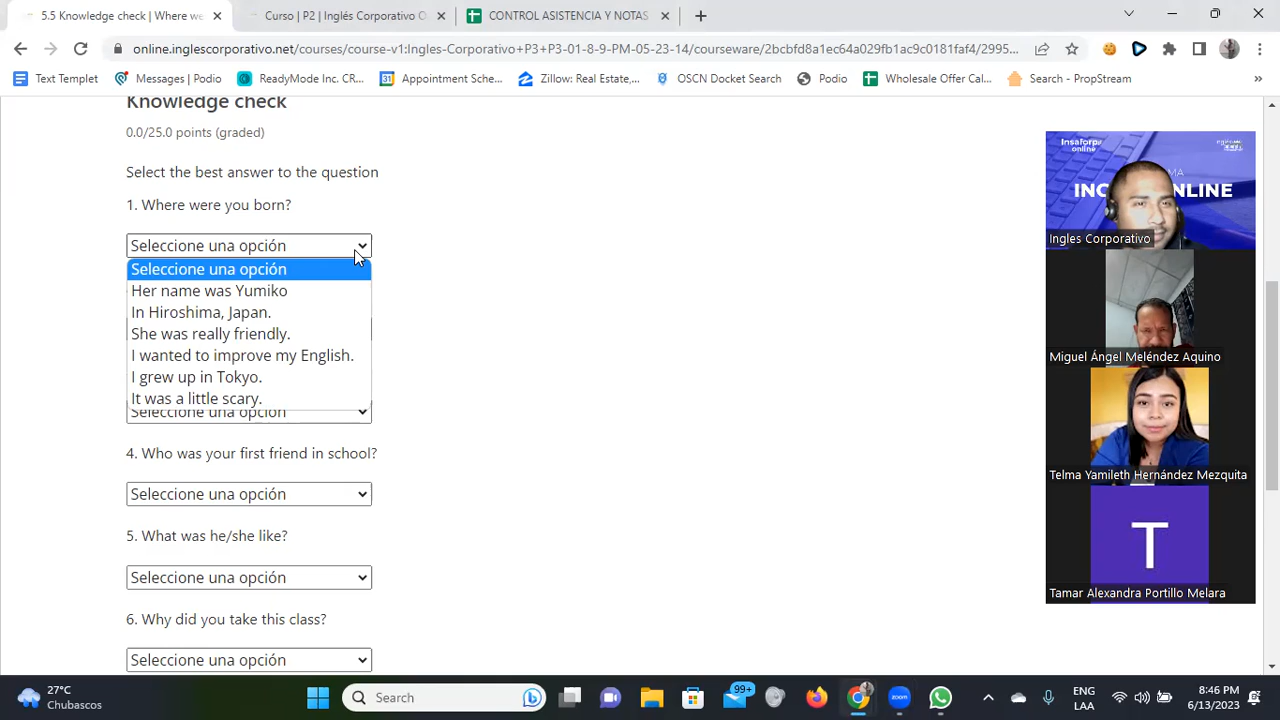 5.5 Knowledge check | Where we
Curso | P2 | Inglés Corporativo O
CONTROL ASISTENCIA Y NOTAS
online.inglescorporativo.net/courses/course-v1:Ingles-Corporativo+P3+P3-01-8-9-PM-05-23-14/courseware/2bcbfd8a1ec64a029fb1ac9c0181faf4/2995...
Text Templet
Messages | Podio
ReadyMode Inc. CR...
Appointment Sche...
Zillow: Real Estate,...
OSCN Docket Search
Podio
Wholesale Offer Cal...
Search - PropStream
»
Knowledge check
0.0/25.0 points (graded)
Select the best answer to the question
1. Where were you born?
Seleccione una opción
Seleccione una opción
Her name was Yumiko
In Hiroshima, Japan.
She was really friendly.
I wanted to improve my English.
I grew up in Tokyo.
It was a little scary.
Seleccione una opción
4. Who was your first friend in school?
Seleccione una opción
5. What was he/she like?
Seleccione una opción
6. Why did you take this class?
Seleccione una opción
Ingles Corporativo
Miguel Ángel Meléndez Aquino
Telma Yamileth Hernández Mezquita
T
Tamar Alexandra Portillo Melara
27°C
Chubascos
Search
99+
zoom
ENG
LAA
8:46 PM
6/13/2023